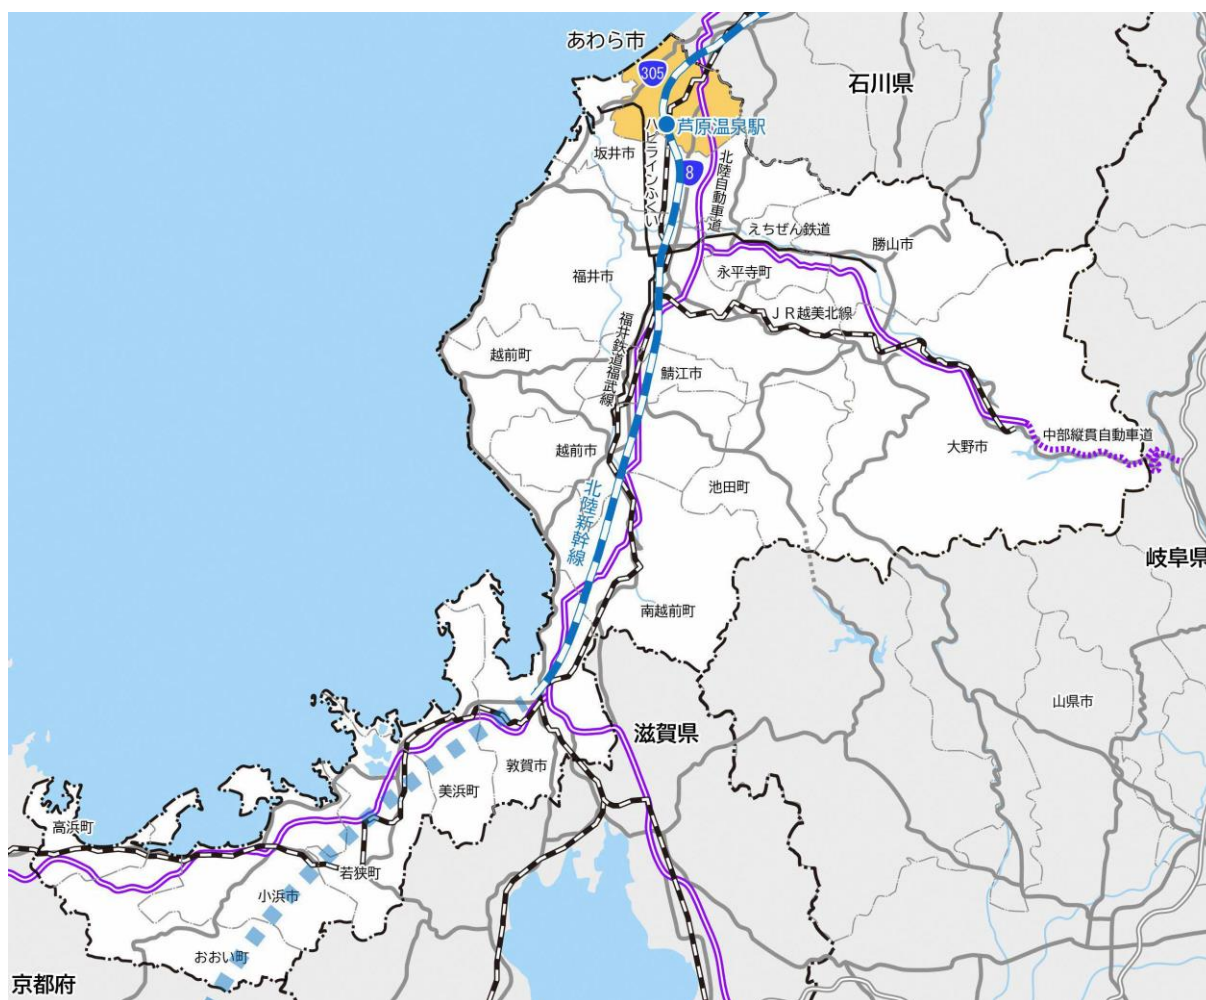 あわら市
305
石川県
芦原温泉駅
坂井市
ハピラインふくい
8
北陸自動車道
えちぜん鉄道
勝山市
福井市
永平寺町
JR越美北線
福井鉄道福武線
越前町
鯖江市
越前市
大野市
中部縦貫自動車道
池田町
北陸新幹線
岐阜県
南越前町
山県市
滋賀県
敦賀市
美浜町
高浜町
若狭町
小浜市
おおい町
京都府